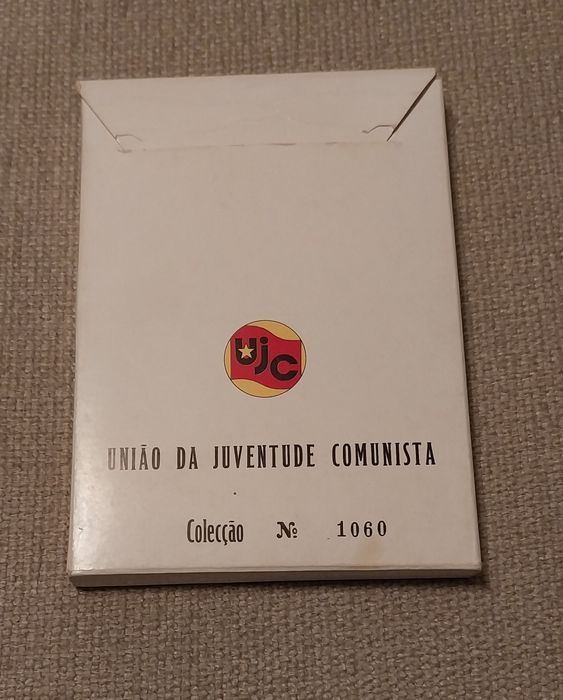 UJC
UNIÃO DA JUVENTUDE COMUNISTA
Colecção № 1060